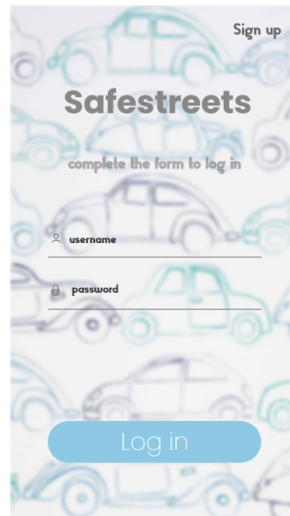 Sign up
Safestreets
complete the form to log in
username
password
Log in